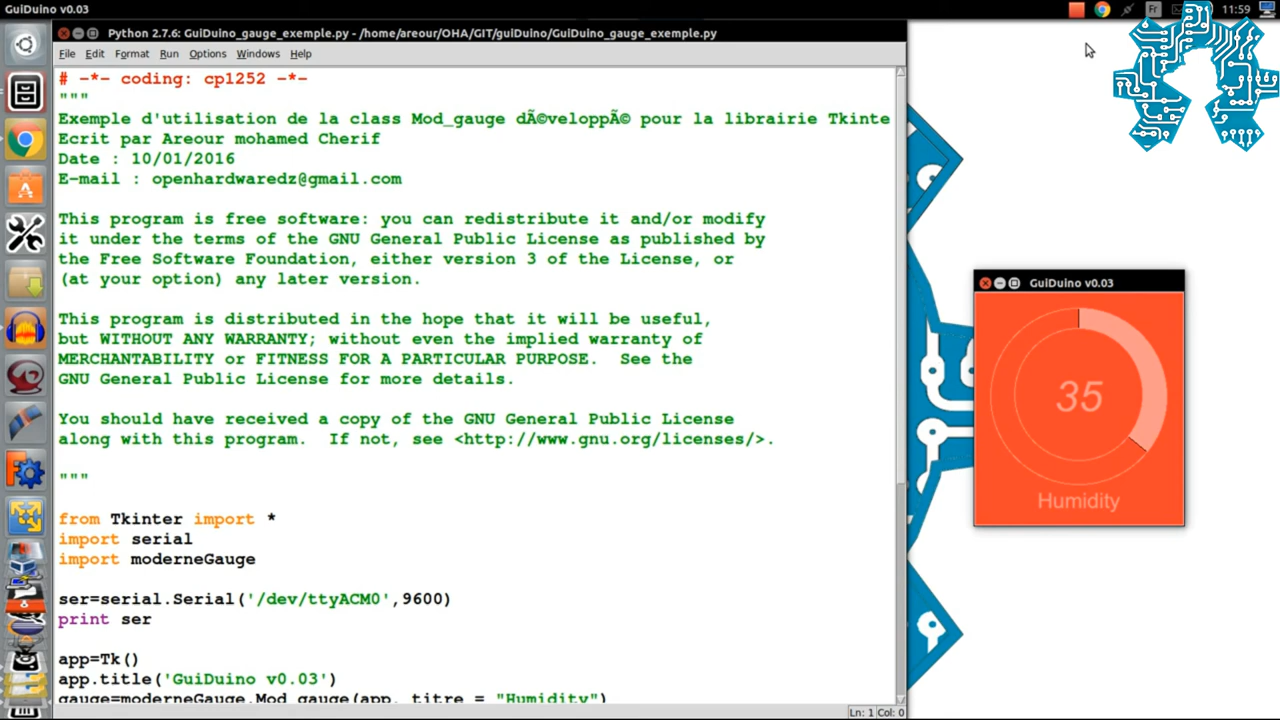 GuiDuino v0.03
Fr
11:59
Python 2.7.6: GuiDuino_gauge_exemple.py - /home/areour/OHA/GIT/guiDuino/GuiDuino_gauge_exemple.py
File Edit Format Run Options Windows Help
# -*- coding: cp1252 -*-
"""
Exemple d'utilisation de la class Mod_gauge dÃ©veloppÃ© pour la librairie Tkinte
Ecrit par Areour mohamed Cherif
Date : 10/01/2016
E-mail : openhardwaredz@gmail.com
This program is free software: you can redistribute it and/or modify
it under the terms of the GNU General Public License as published by
the Free Software Foundation, either version 3 of the License, or
(at your option) any later version.
This program is distributed in the hope that it will be useful,
but WITHOUT ANY WARRANTY; without even the implied warranty of
MERCHANTABILITY or FITNESS FOR A PARTICULAR PURPOSE.  See the
GNU General Public License for more details.
You should have received a copy of the GNU General Public License
along with this program.  If not, see <http://www.gnu.org/licenses/>.
"""
from Tkinter import *
import serial
import moderneGauge
ser=serial.Serial('/dev/ttyACM0',9600)
print ser
app=Tk()
app.title('GuiDuino v0.03')
gauge=moderneGauge.Mod_gauge(app, titre = "Humidity")
Ln: 1 Col: 0
GuiDuino v0.03
35
Humidity